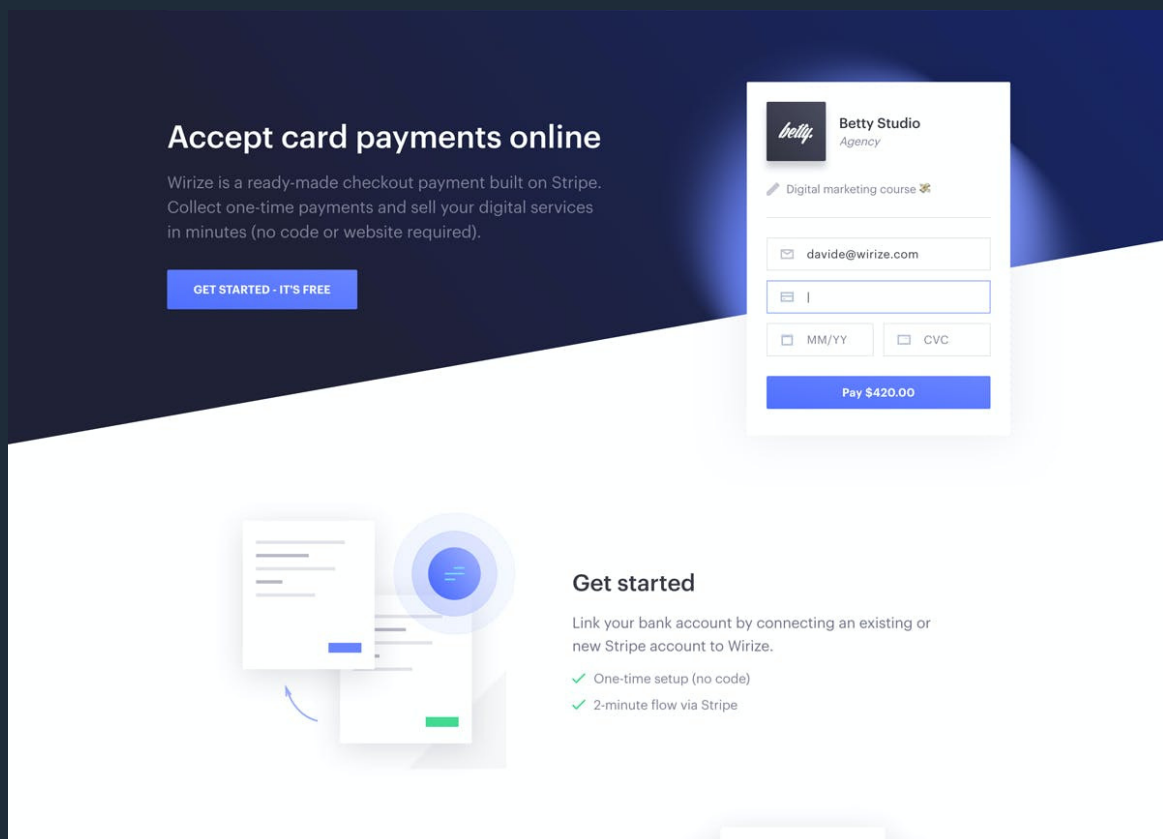 Accept card payments online
Wirize is a ready-made checkout payment built on Stripe.
Collect one-time payments and sell your digital services
in minutes (no code or website required).
GET STARTED - IT'S FREE
betty.
Betty Studio
Agency
Digital marketing course 💸
davide@wirize.com
MM/YY
CVC
Pay $420.00
Get started
Link your bank account by connecting an existing or
new Stripe account to Wirize.
One-time setup (no code)
2-minute flow via Stripe